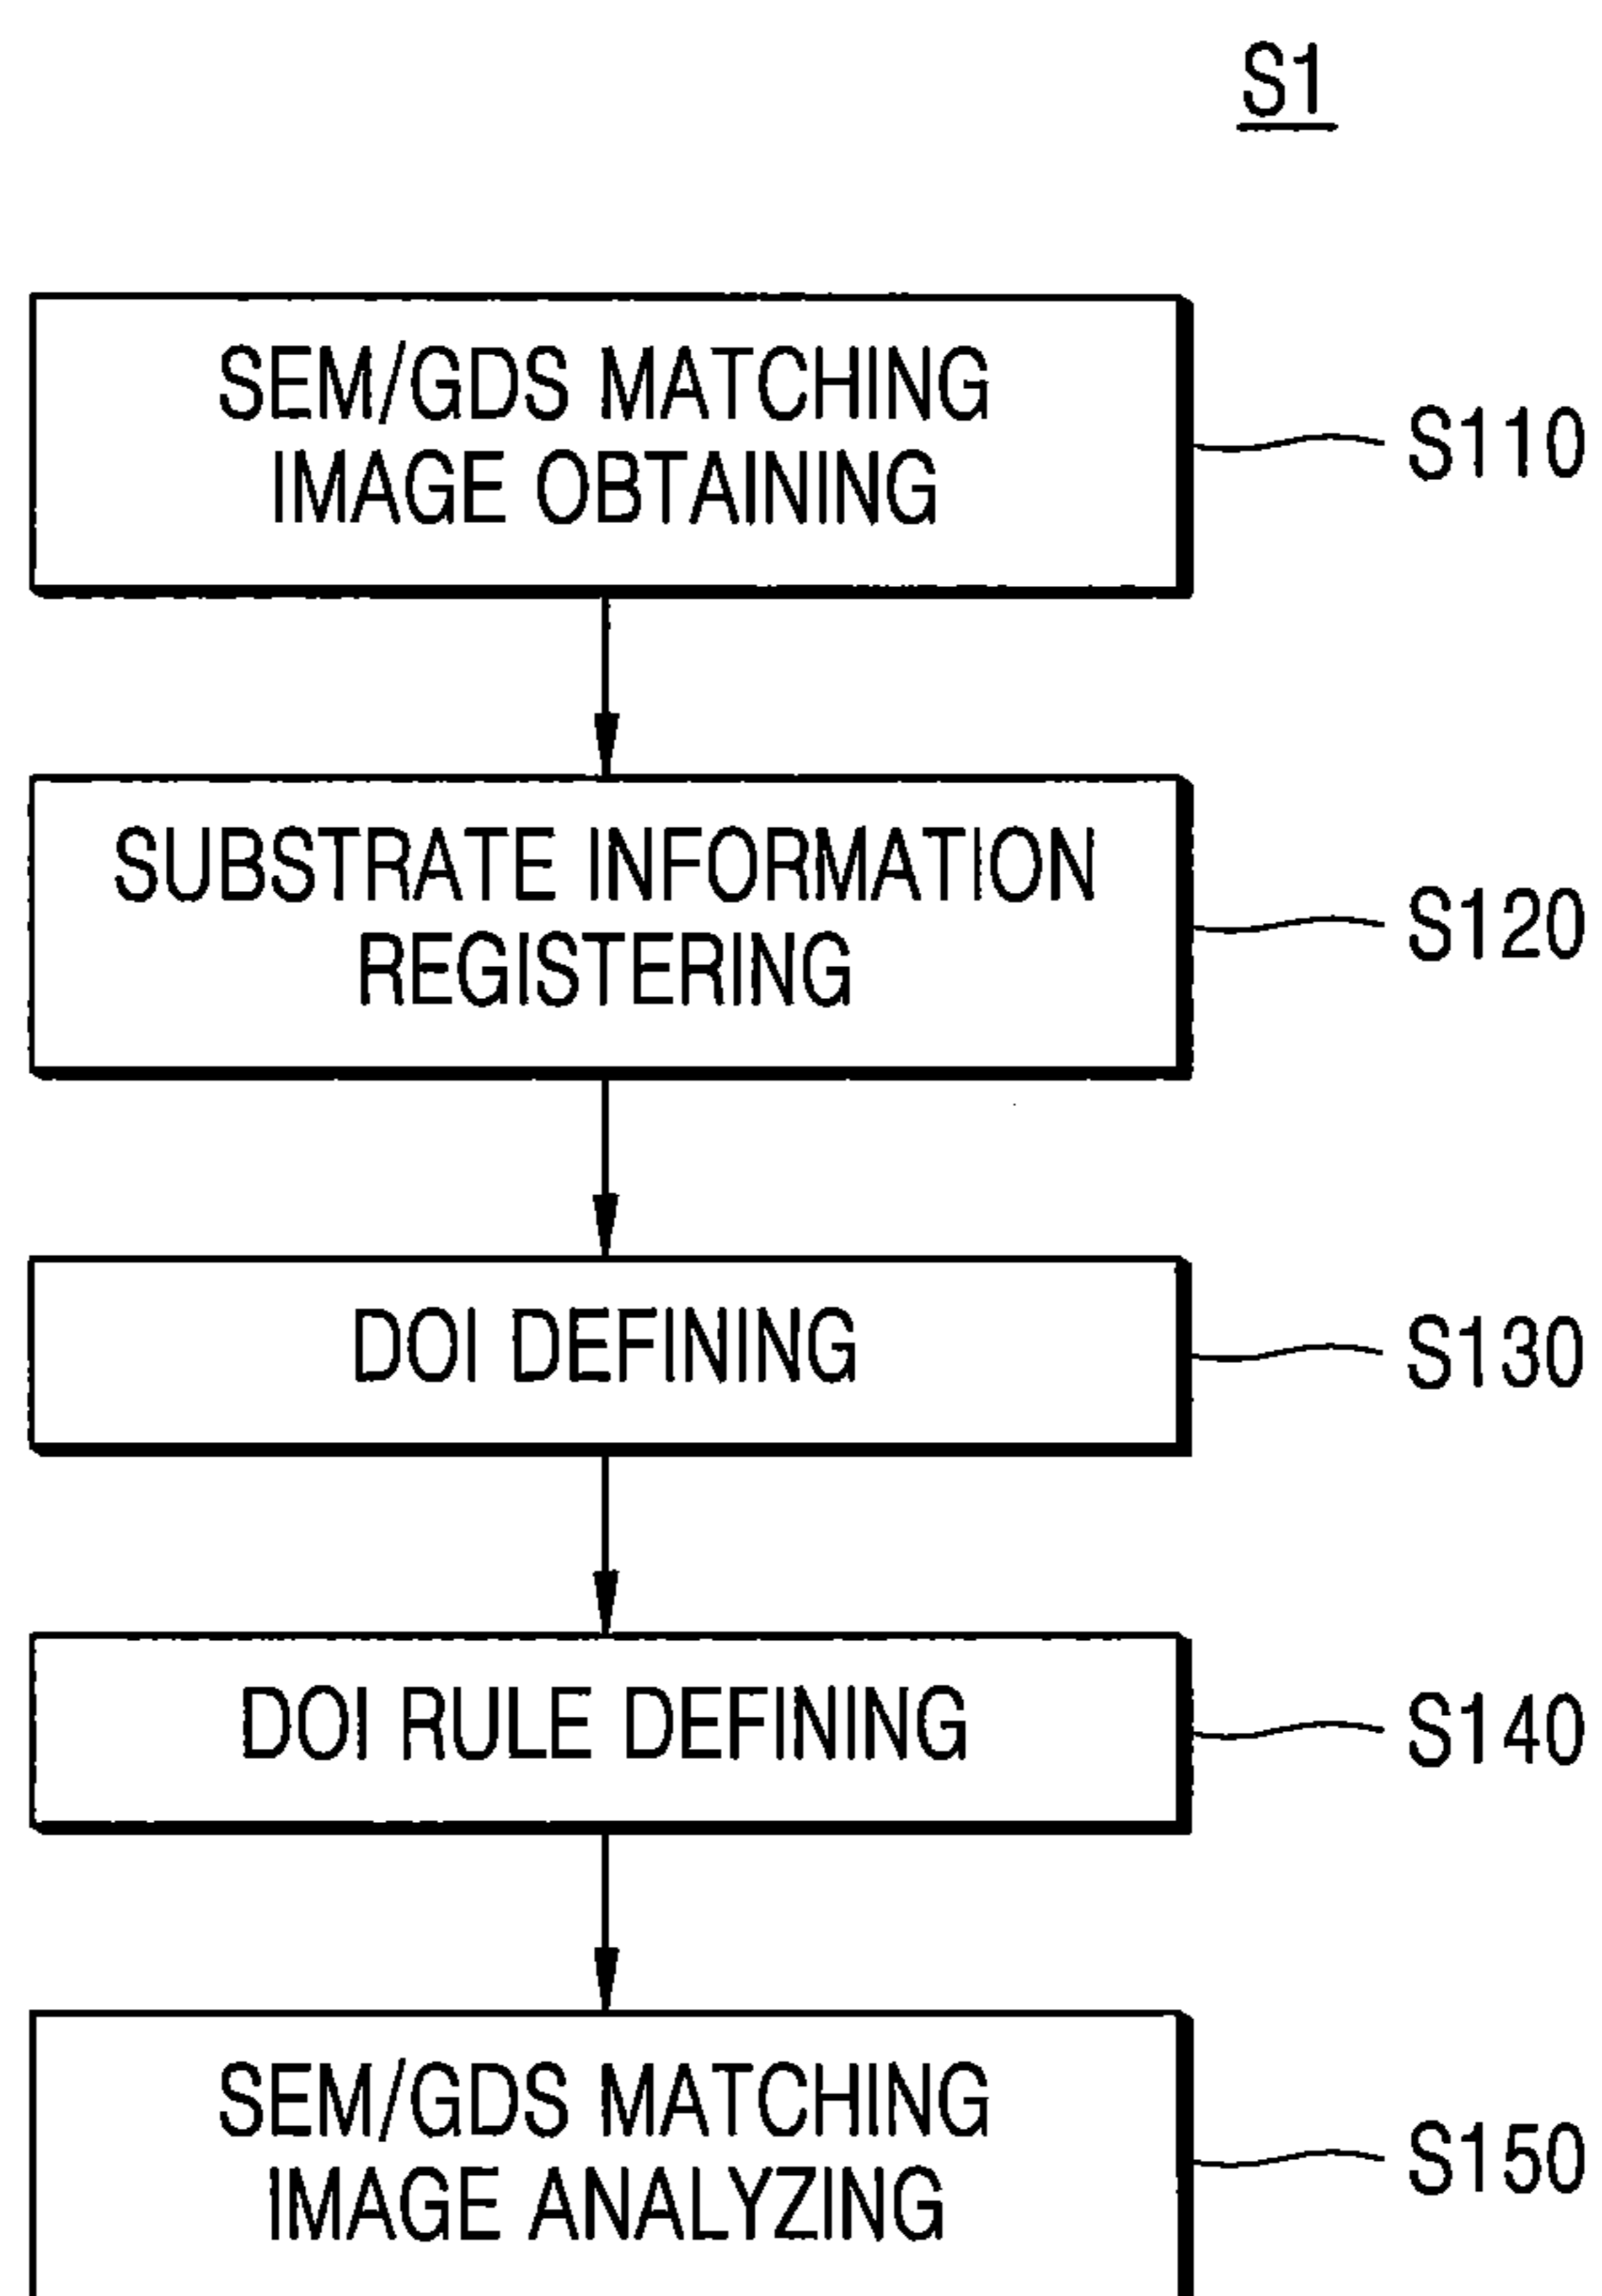 S1
SEM/GDS MATCHING
IMAGE OBTAINING
S110
SUBSTRATE INFORMATION
REGISTERING
S120
DOI DEFINING
S130
DOI RULE DEFINING
S140
SEM/GDS MATCHING
IMAGE ANALYZING
S150